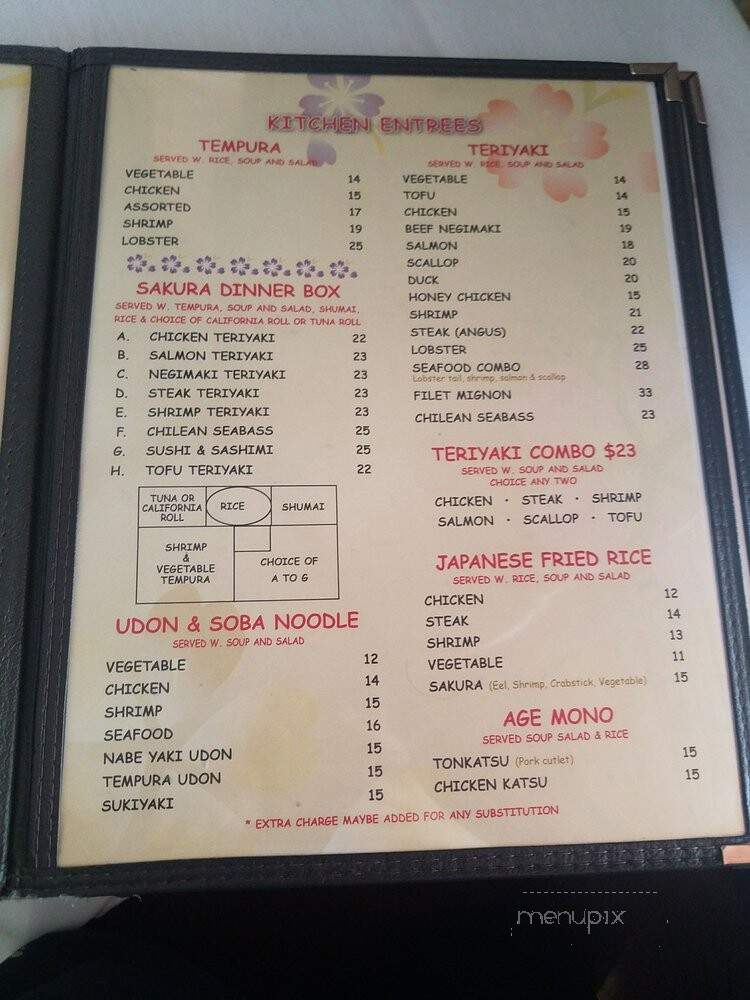 KITCHEN ENTREES
TEMPURA
SERVED W. RICE, SOUP AND SALAD
VEGETABLE 14
CHICKEN 15
ASSORTED 17
SHRIMP 19
LOBSTER 25
SAKURA DINNER BOX
SERVED W. TEMPURA, SOUP AND SALAD, SHUMAI,
RICE & CHOICE OF CALIFORNIA ROLL OR TUNA ROLL
A. CHICKEN TERIYAKI 22
B. SALMON TERIYAKI 23
C. NEGIMAKI TERIYAKI 23
D. STEAK TERIYAKI 23
E. SHRIMP TERIYAKI 23
F. CHILEAN SEABASS 25
G. SUSHI & SASHIMI 25
H. TOFU TERIYAKI 22
TUNA OR
CALIFORNIA
ROLL
RICE
SHUMAI
SHRIMP
&
VEGETABLE
TEMPURA
CHOICE OF
A TO G
UDON & SOBA NOODLE
SERVED W. SOUP AND SALAD
VEGETABLE 12
CHICKEN 14
SHRIMP 15
SEAFOOD 16
NABE YAKI UDON 15
TEMPURA UDON 15
SUKIYAKI 15
TERIYAKI
SERVED W. RICE, SOUP AND SALAD
VEGETABLE 14
TOFU 14
CHICKEN 15
BEEF NEGIMAKI 19
SALMON 18
SCALLOP 20
DUCK 20
HONEY CHICKEN 15
SHRIMP 21
STEAK (ANGUS) 22
LOBSTER 25
SEAFOOD COMBO 28
Lobster tail, shrimp, salmon & scallop
FILET MIGNON 33
CHILEAN SEABASS 23
TERIYAKI COMBO $23
SERVED W. SOUP AND SALAD
CHOICE ANY TWO
CHICKEN · STEAK · SHRIMP
SALMON · SCALLOP · TOFU
JAPANESE FRIED RICE
SERVED W. RICE, SOUP AND SALAD
CHICKEN 12
STEAK 14
SHRIMP 13
VEGETABLE 11
SAKURA (Eel, Shrimp, Crabstick, Vegetable) 15
AGE MONO
SERVED SOUP SALAD & RICE
TONKATSU (Pork cutlet) 15
CHICKEN KATSU 15
* EXTRA CHARGE MAYBE ADDED FOR ANY SUBSTITUTION
menupix